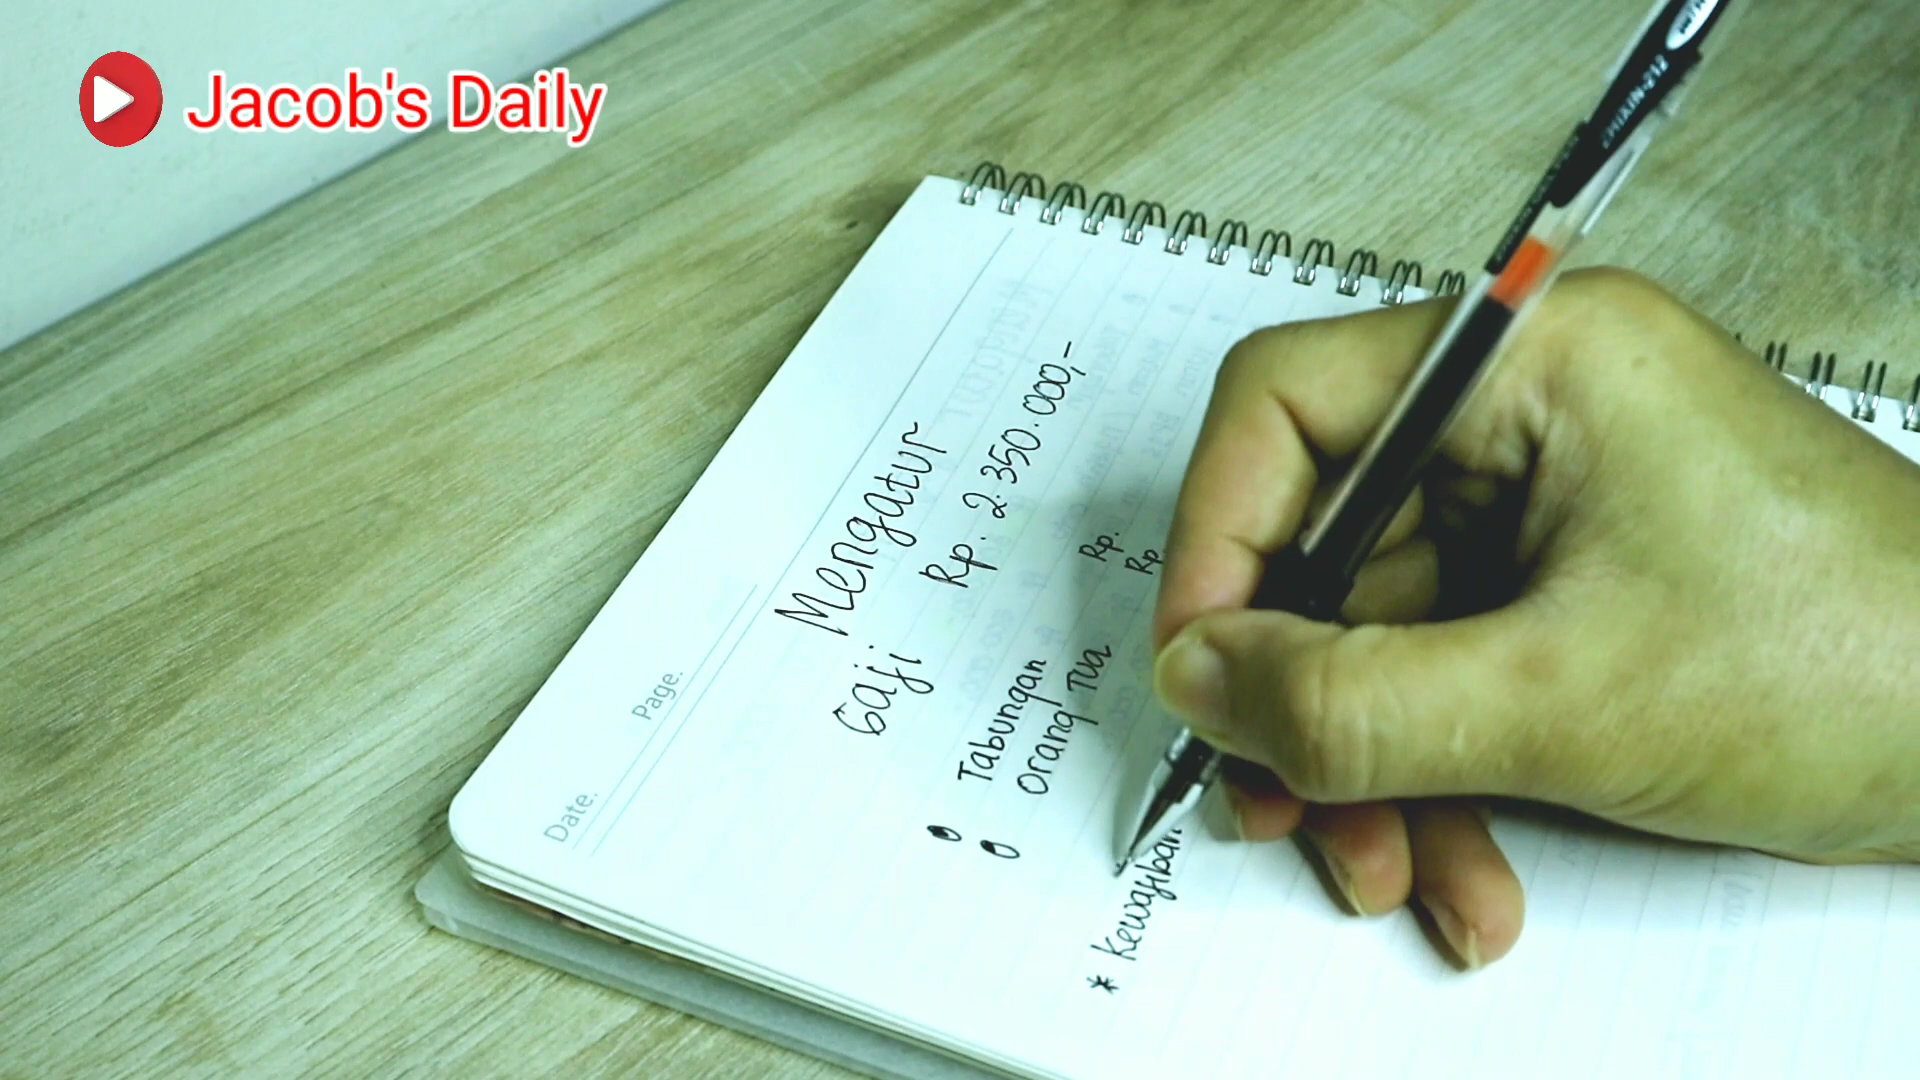 Jacob's Daily
Date. Page.
Mengatur
Gaji Rp. 2.350.000,-
Tabungan Rp.
Orang Tua Rp.
* Kewajiban